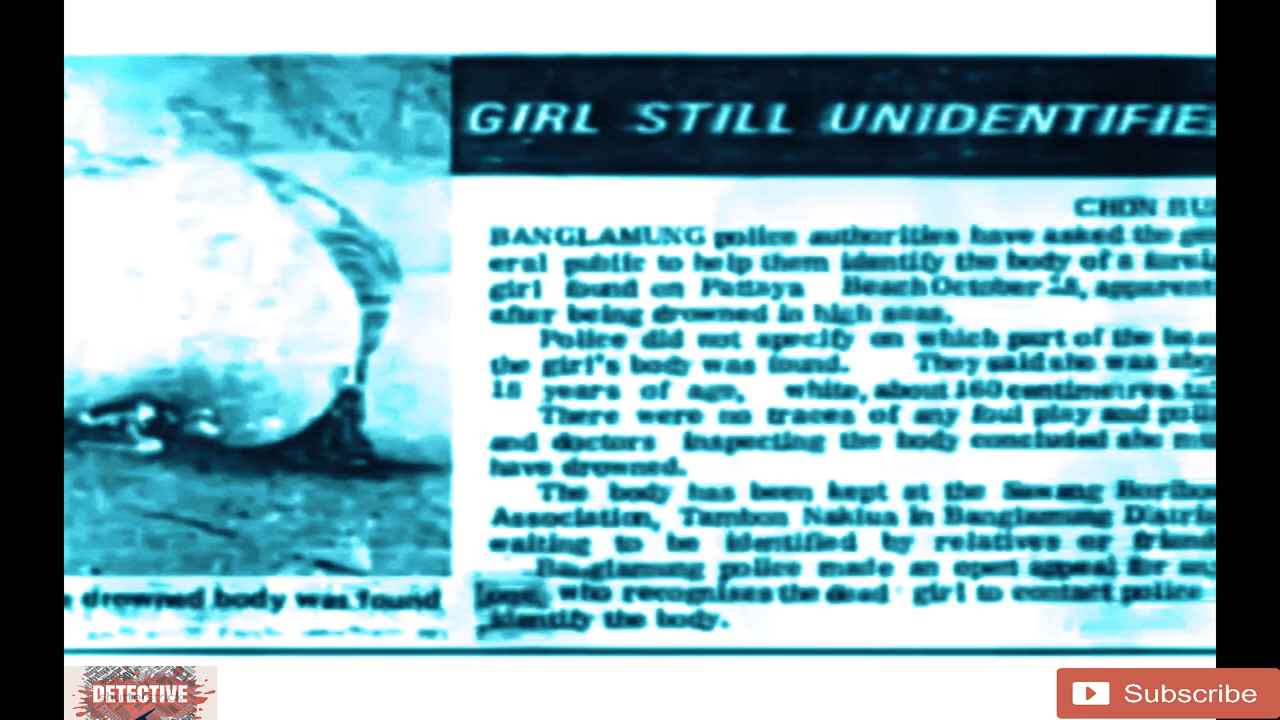 GIRL STILL UNIDENTIFIE
CHON BU
BANGLAMUNG police authorities have asked the
eral public to help them identify the body of a
girl found on Pattaya Beach October
after being drowned in high seas.
Police did not specify on which part of the
the girl's body was found. They said she was
18 years of age, white, about 160 centimetres
There were no traces of any foul play and
and doctors inspecting the body concluded she
have drowned.
The body has been kept at the Sawang
Association, Tambon Naklua in Banglamung
waiting to be identified by relatives or
Banglamung police made an open appeal for
who recognises the dead girl to contact police
identify the body.
drowned body was found
DETECTIVE
Subscribe